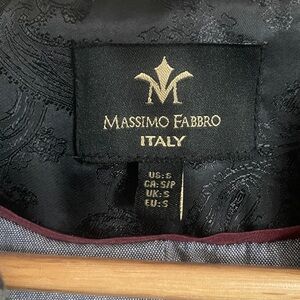 MASSIMO FABBRO
ITALY
US:S
CA:S/P
UK:S
EU:S